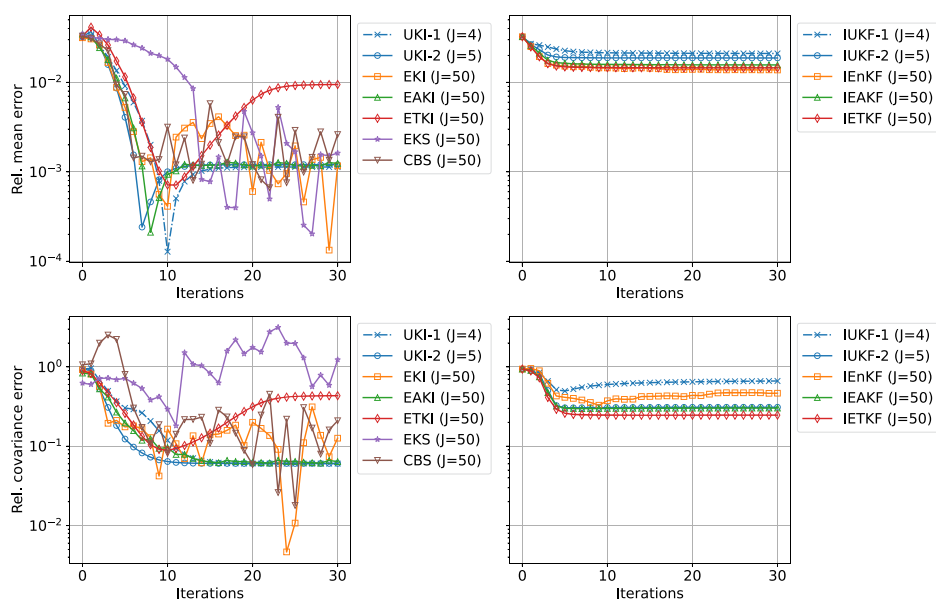 Rel. mean error
10⁻²
10⁻³
10⁻⁴
0 10 20 30
Iterations
UKI-1 (J=4)
UKI-2 (J=5)
EKI (J=50)
EAKI (J=50)
ETKI (J=50)
EKS (J=50)
CBS (J=50)
0 10 20 30
Iterations
IUKF-1 (J=4)
IUKF-2 (J=5)
IEnKF (J=50)
IEAKF (J=50)
IETKF (J=50)
Rel. covariance error
10⁰
10⁻¹
10⁻²
0 10 20 30
Iterations
UKI-1 (J=4)
UKI-2 (J=5)
EKI (J=50)
EAKI (J=50)
ETKI (J=50)
EKS (J=50)
CBS (J=50)
0 10 20 30
Iterations
IUKF-1 (J=4)
IUKF-2 (J=5)
IEnKF (J=50)
IEAKF (J=50)
IETKF (J=50)